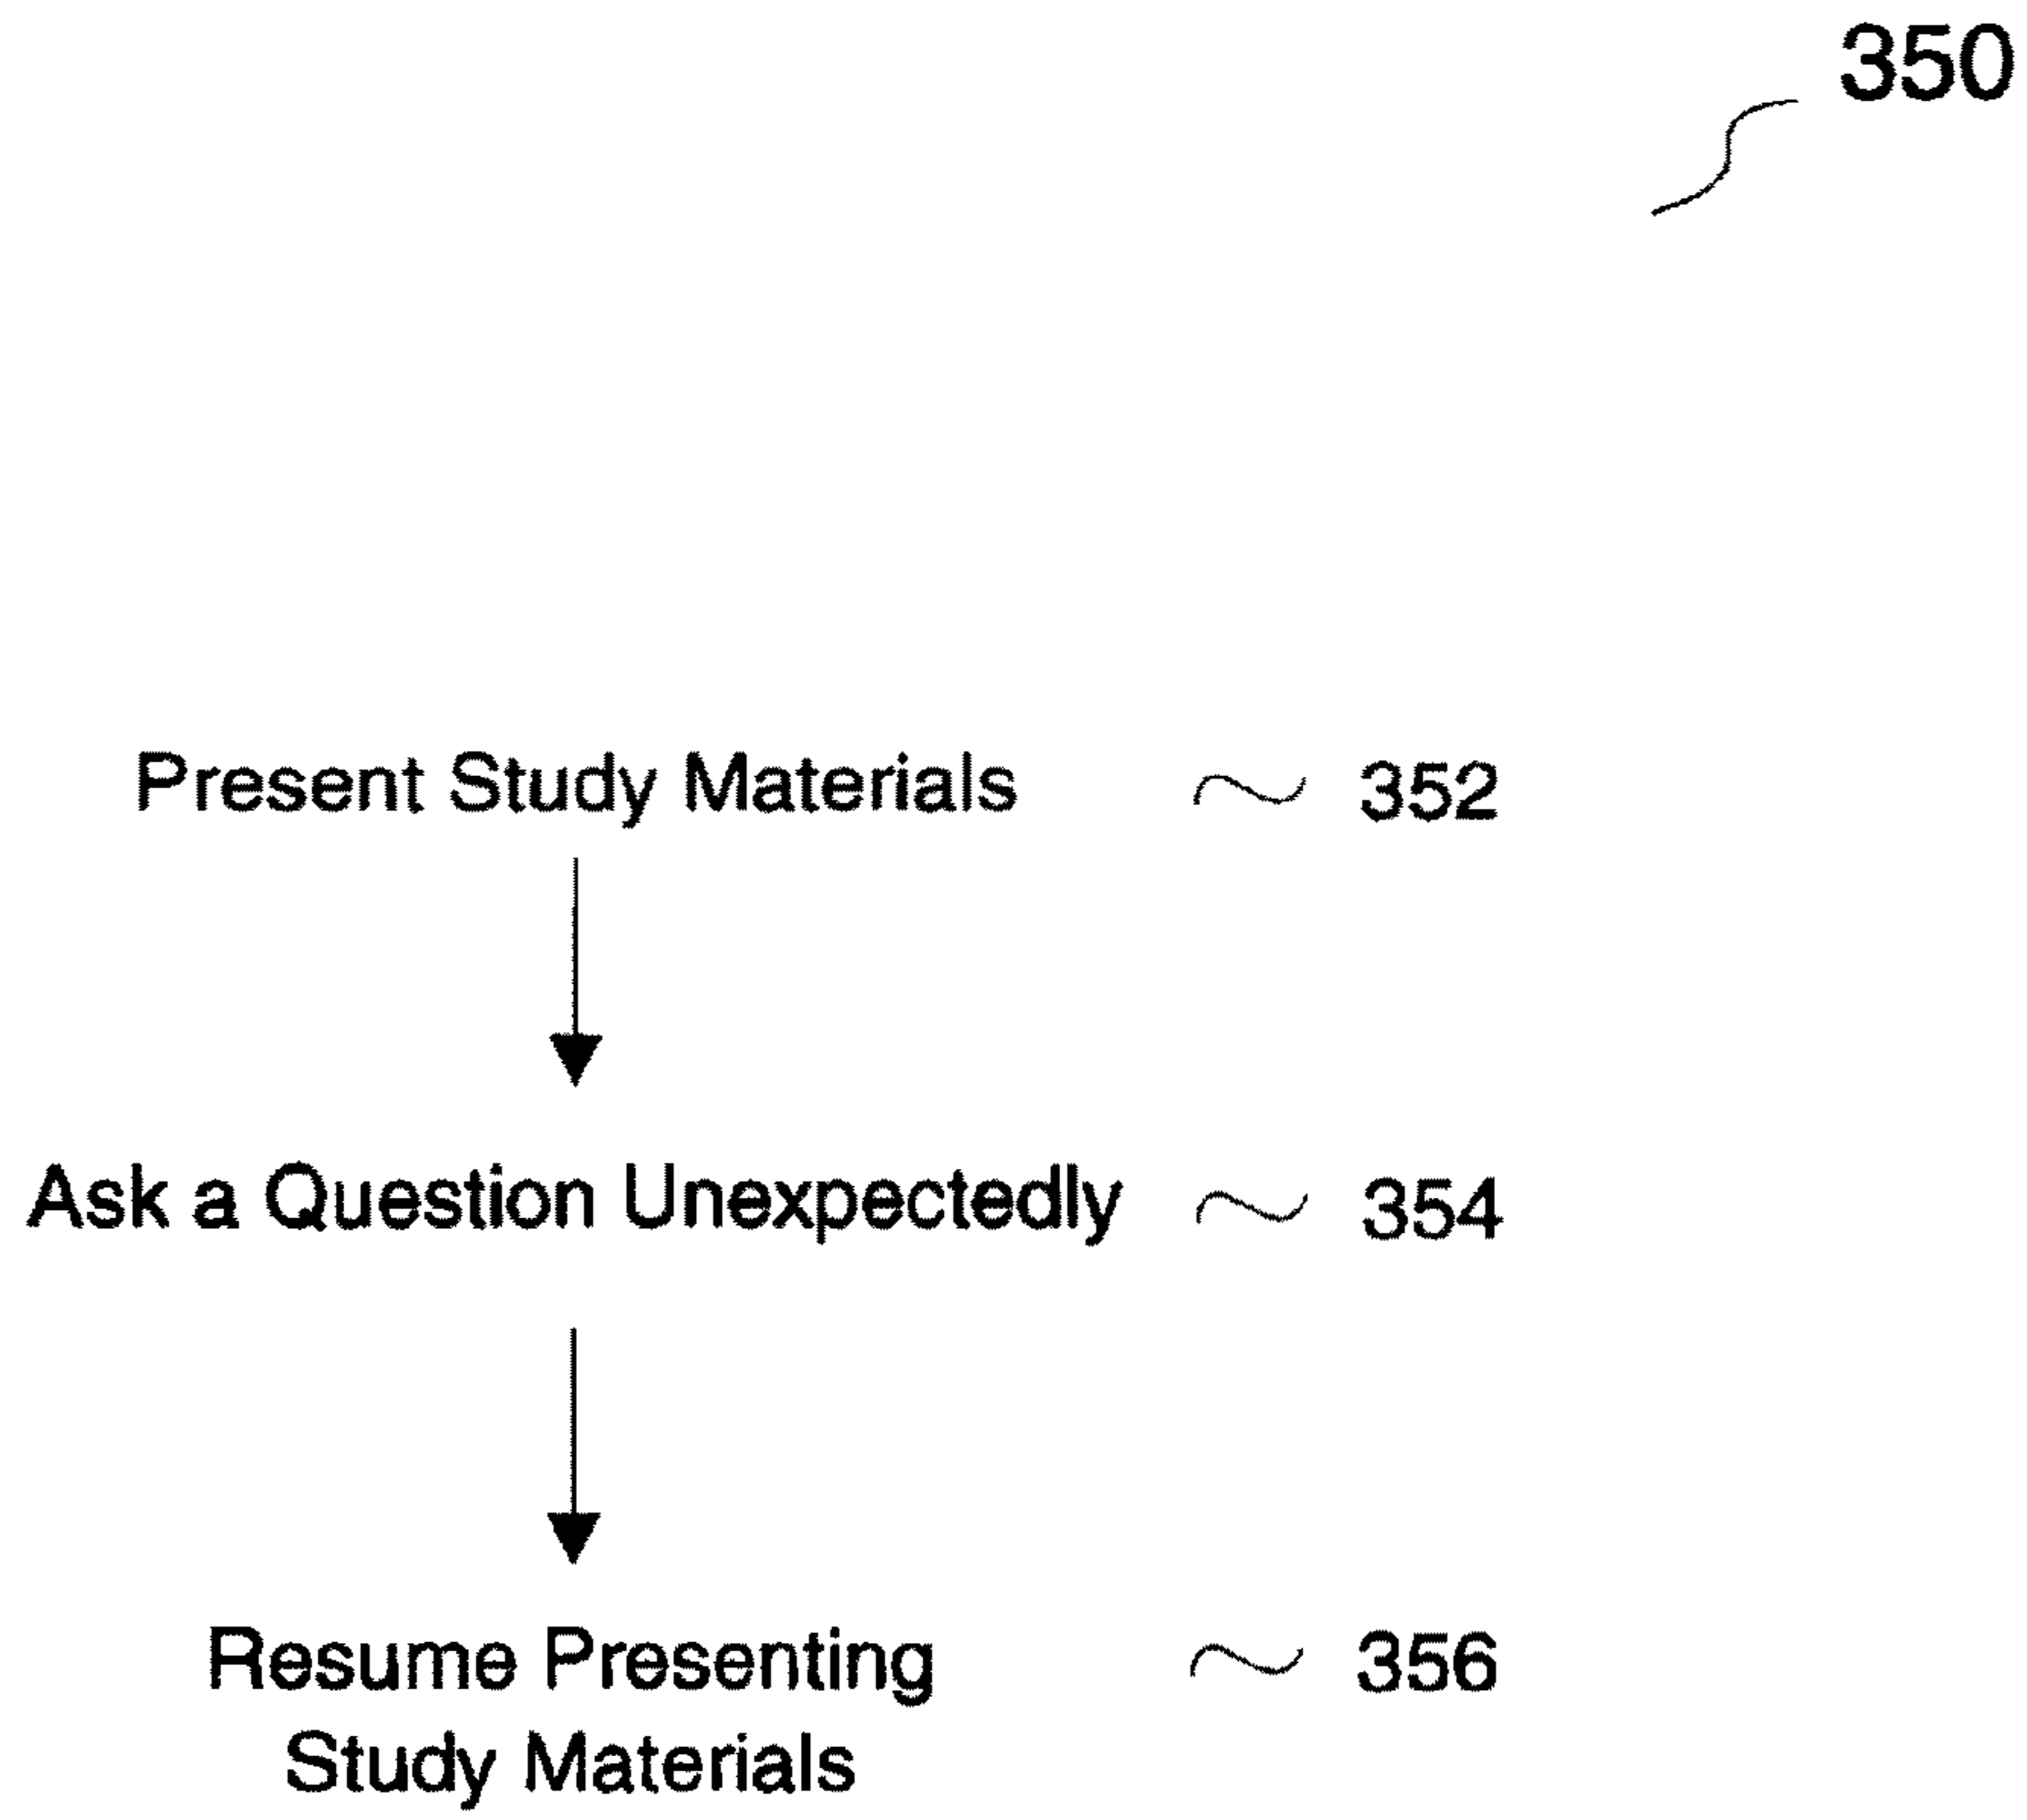 350
Present Study Materials 352
Ask a Question Unexpectedly 354
Resume Presenting 356
Study Materials